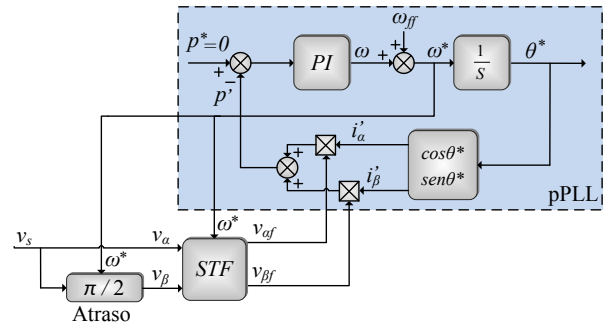 ω_ff
p*=0
+
−
p'
PI
ω
+
+
ω*
1/S
θ*
i'_α
i'_β
+
+
cosθ*
senθ*
pPLL
ω*
v_s
v_α
ω*
v_αf
STF
π / 2
v_β
v_βf
Atraso